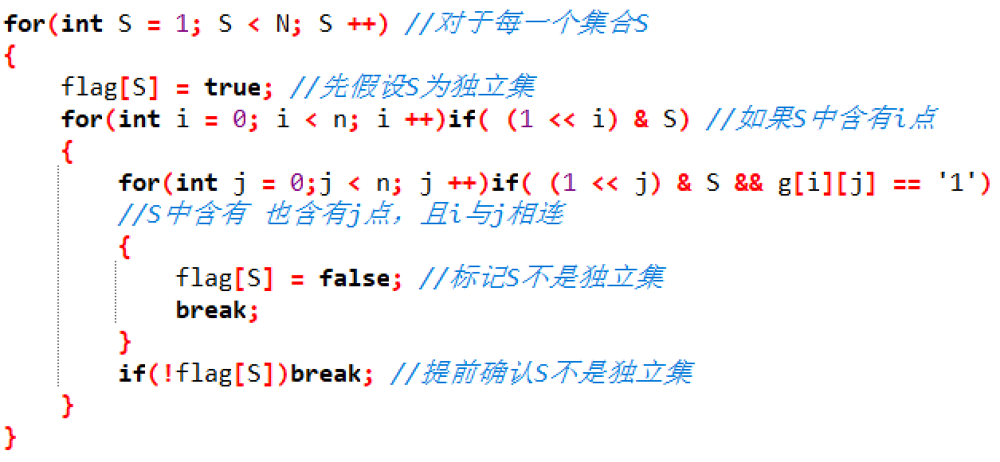 for(int S = 1; S < N; S ++) //对于每一个集合S
{
    flag[S] = true; //先假设S为独立集
    for(int i = 0; i < n; i ++)if( (1 << i) & S) //如果S中含有i点
    {
        for(int j = 0;j < n; j ++)if( (1 << j) & S && g[i][j] == '1')
        //S中含有 也含有j点，且i与j相连
        {
            flag[S] = false; //标记S不是独立集
            break;
        }
        if(!flag[S])break; //提前确认S不是独立集
    }
}